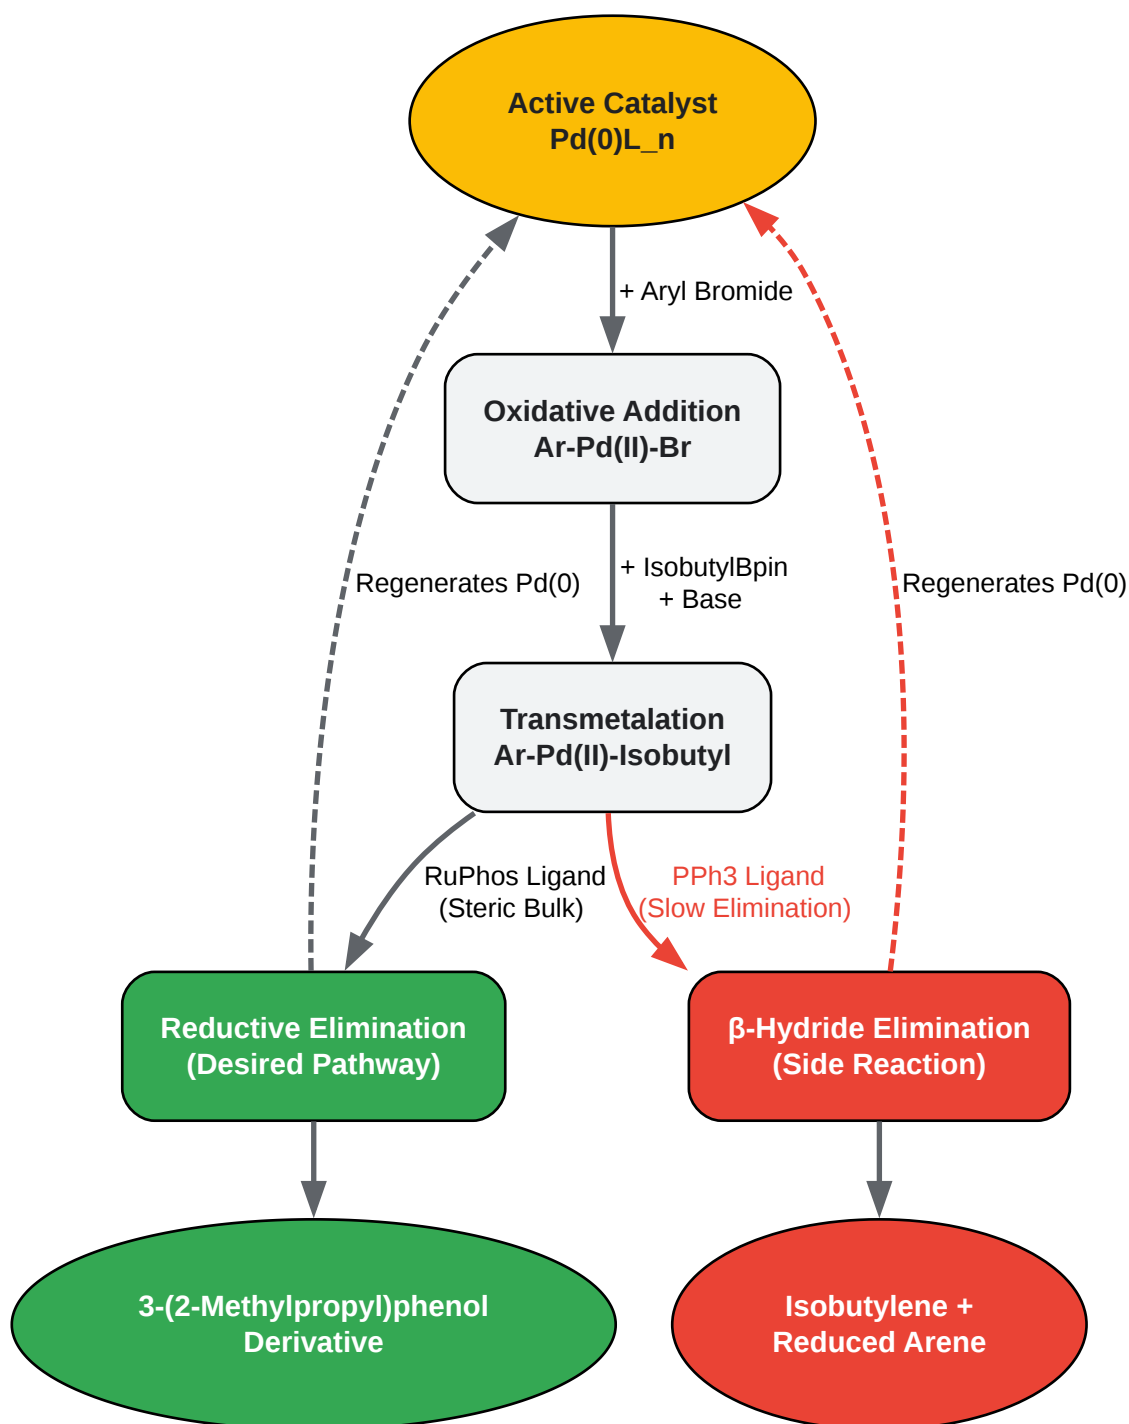 Active Catalyst
Pd(0)L_n
+ Aryl Bromide
Oxidative Addition
Ar-Pd(II)-Br
Regenerates Pd(0)
+ IsobutylBpin
+ Base
Regenerates Pd(0)
Transmetalation
Ar-Pd(II)-Isobutyl
RuPhos Ligand
(Steric Bulk)
PPh3 Ligand
(Slow Elimination)
Reductive Elimination
(Desired Pathway)
β-Hydride Elimination
(Side Reaction)
3-(2-Methylpropyl)phenol
Derivative
Isobutylene +
Reduced Arene